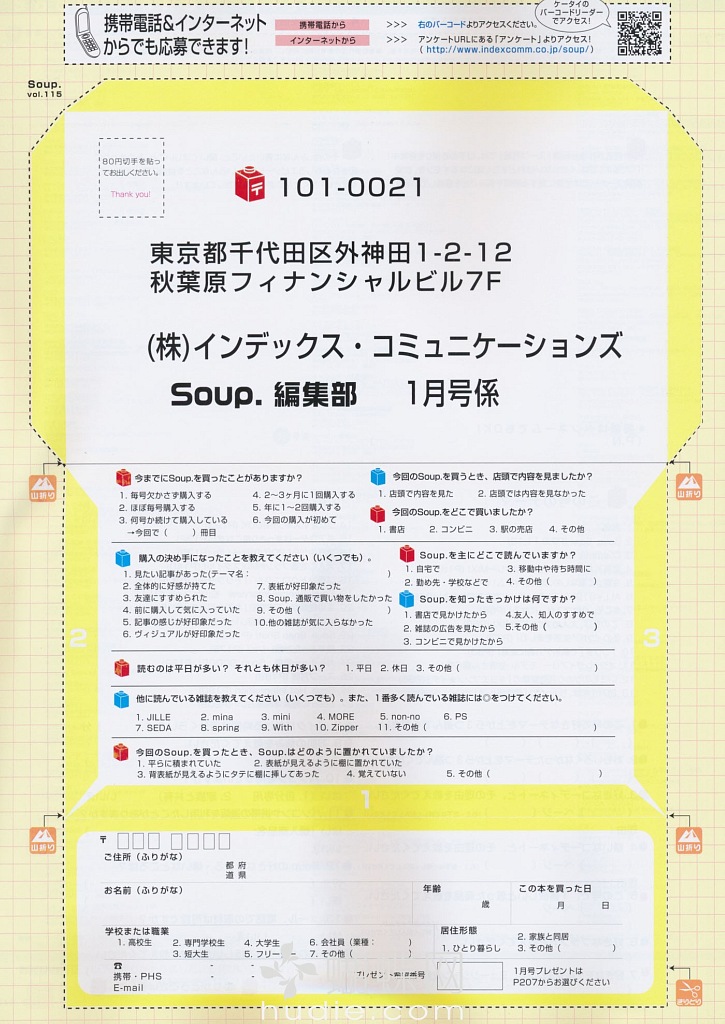 携帯電話&インターネット
からでも応募できます!
携帯電話から >>> 右のバーコードよりアクセスください。
インターネットから >>> アンケートURLにある「アンケート」よりアクセス!
( http://www.indexcomm.co.jp/soup/ )
ケータイの
バーコードリーダー
でアクセス!
Soup.
vol.115
80円切手を貼っ
てお出しください。
Thank you!
〒 101-0021
東京都千代田区外神田1-2-12
秋葉原フィナンシャルビル7F
(株)インデックス・コミュニケーションズ
Soup. 編集部 1月号係
山折り
山折り
今までにSoup.を買ったことがありますか?
1. 毎号欠かさず購入する 4. 2〜3ヶ月に1回購入する
2. ほぼ毎号購入する 5. 年に1〜2回購入する
3. 何号か続けて購入している 6. 今回の購入が初めて
→今回で( )冊目
今回のSoup.を買うとき、店頭で内容を見ましたか?
1. 店頭で内容を見た 2. 店頭では内容を見なかった
今回のSoup.をどこで買いましたか?
1. 書店 2. コンビニ 3. 駅の売店 4. その他
購入の決め手になったことを教えてください(いくつでも)。
1. 見たい記事があった(テーマ名: )
2. 全体的に好感が持てた 7. 表紙が好印象だった
3. 友達にすすめられた 8. Soup. 通販で買い物をしたかった
4. 前に購入して気に入っていた 9. その他( )
5. 記事の感じが好印象だった 10.他の雑誌が気に入らなかった
6. ヴィジュアルが好印象だった
Soup.を主にどこで読んでいますか?
1. 自宅で 3. 移動中や待ち時間に
2. 勤め先・学校などで 4. その他( )
Soup.を知ったきっかけは何ですか?
1. 書店で見かけたから 4.友人、知人のすすめで
2. 雑誌の広告を見たから 5.その他( )
3. コンビニで見かけたから
2
3
読むのは平日が多い? それとも休日が多い? 1. 平日 2. 休日 3. その他( )
他に読んでいる雑誌を教えてください(いくつでも)。また、1番多く読んでいる雑誌には◎をつけてください。
1. JILLE 2. mina 3. mini 4. MORE 5. non-no 6. PS
7. SEDA 8. spring 9. With 10. Zipper 11. その他( )
今回のSoup.を買ったとき、Soup.はどのように置かれていましたか?
1. 平らに積まれていた 2. 表紙が見えるように棚に置かれていた
3. 背表紙が見えるようにタテに棚に挿してあった 4. 覚えていない 5. その他( )
1
山折り
山折り
〒
ご住所(ふりがな)
都 府
道 県
お名前(ふりがな) 年齢 この本を買った日
歳 月 日
学校または職業 居住形態
1. 高校生 2. 専門学校生 4. 大学生 6. 会社員(業種: )
3. 短大生 5. フリーター 7. その他( )
1. ひとり暮らし 2. 家族と同居
3. その他( )
☎ - -
携帯・PHS - -
E-mail
プレゼント希望番号
1月号プレゼントは
P207からお選びください
きりとり
hudie.com